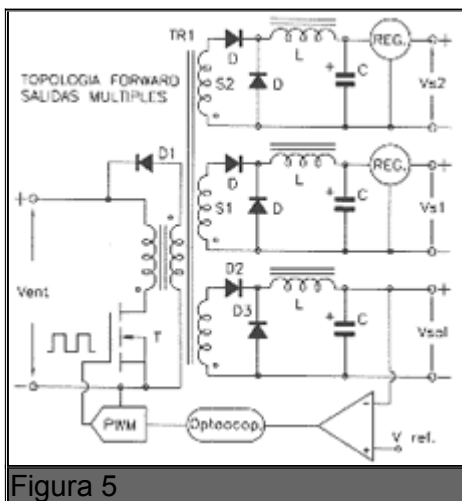 TOPOLOGIA FORWARD
SALIDAS MULTIPLES
TR1
D
L
REG.
+
S2
D
+
C
Vs2
−
D1
D
L
REG.
+
S1
D
+
C
Vs1
−
+
Vent
−
T
D2
L
+
D3
+
C
Vsal
−
PWM
Optoacop.
−
+
V ref.
Figura 5